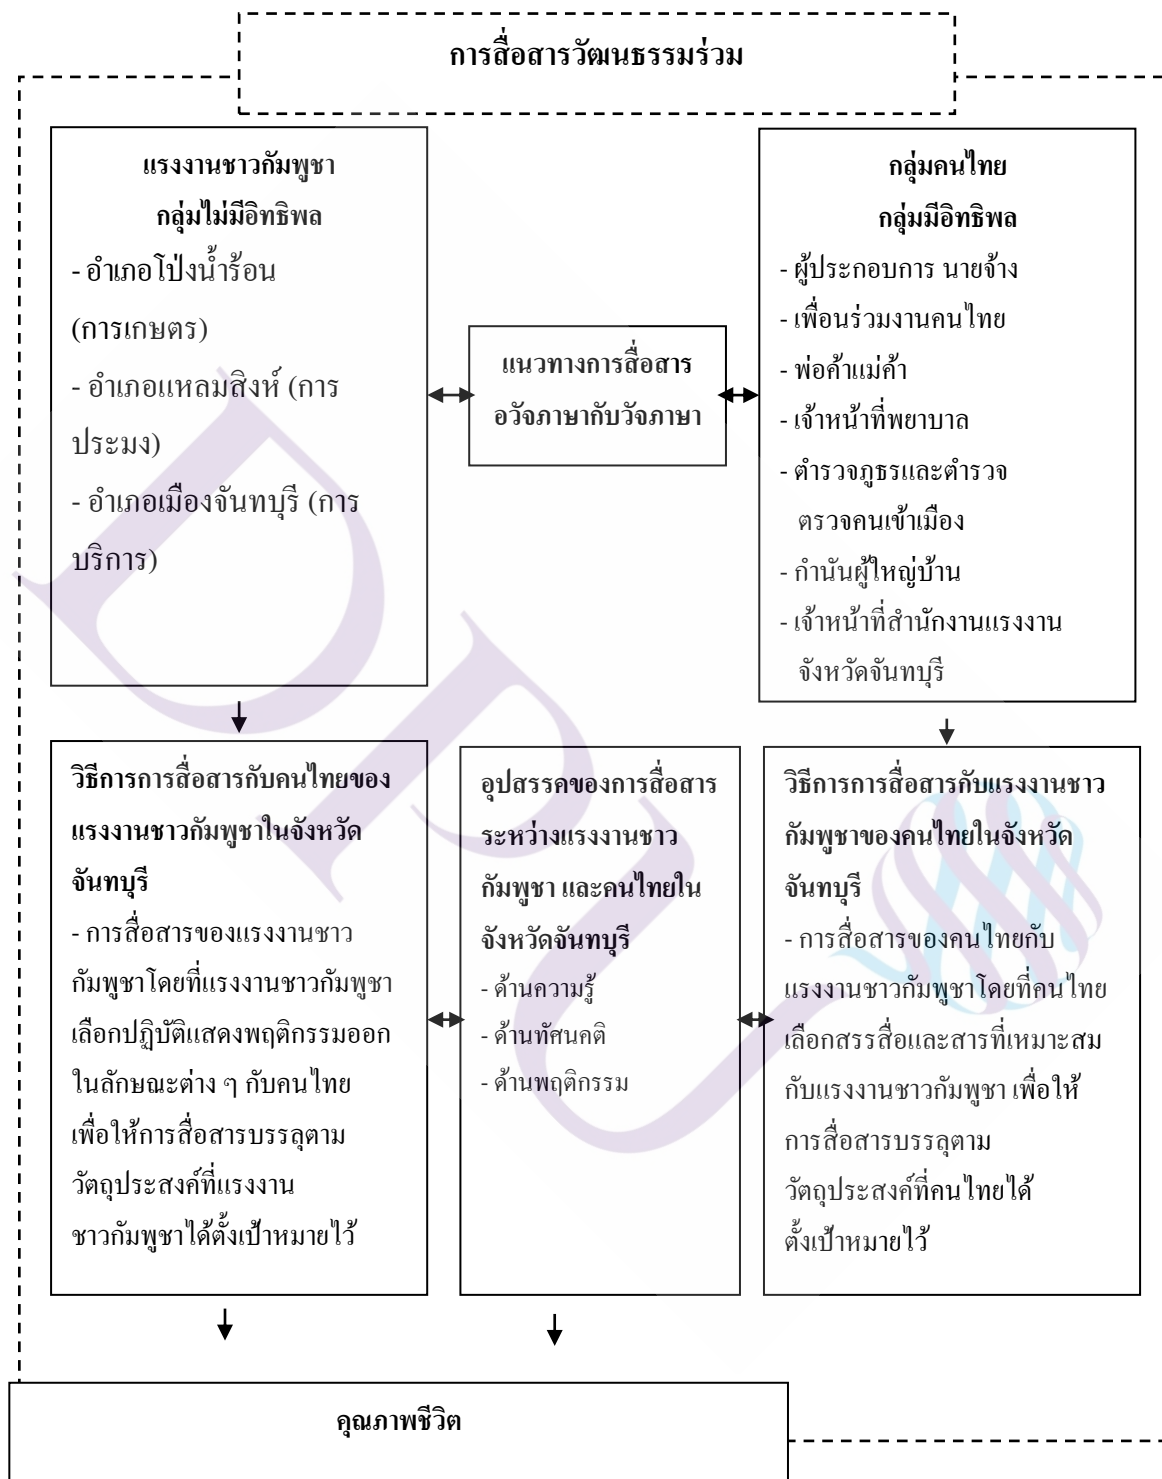 การสื่อสารวัฒนธรรมร่วม
แรงงานชาวกัมพูชา
กลุ่มไม่มีอิทธิพล
- อำเภอโป่งน้ำร้อน
(การเกษตร)
- อำเภอแหลมสิงห์ (การ
ประมง)
- อำเภอเมืองจันทบุรี (การ
บริการ)
แนวทางการสื่อสาร
อวัจภาษากับวัจภาษา
กลุ่มคนไทย
กลุ่มมีอิทธิพล
- ผู้ประกอบการ นายจ้าง
- เพื่อนร่วมงานคนไทย
- พ่อค้าแม่ค้า
- เจ้าหน้าที่พยาบาล
- ตำรวจภูธรและตำรวจ
ตรวจคนเข้าเมือง
- กำนันผู้ใหญ่บ้าน
- เจ้าหน้าที่สำนักงานแรงงาน
จังหวัดจันทบุรี
วิธีการการสื่อสารกับคนไทยของ
แรงงานชาวกัมพูชาในจังหวัด
จันทบุรี
- การสื่อสารของแรงงานชาว
กัมพูชาโดยที่แรงงานชาวกัมพูชา
เลือกปฏิบัติแสดงพฤติกรรมออก
ในลักษณะต่าง ๆ กับคนไทย
เพื่อให้การสื่อสารบรรลุตาม
วัตถุประสงค์ที่แรงงาน
ชาวกัมพูชาได้ตั้งเป้าหมายไว้
อุปสรรคของการสื่อสาร
ระหว่างแรงงานชาว
กัมพูชา และคนไทยใน
จังหวัดจันทบุรี
- ด้านความรู้
- ด้านทัศนคติ
- ด้านพฤติกรรม
วิธีการการสื่อสารกับแรงงานชาว
กัมพูชาของคนไทยในจังหวัด
จันทบุรี
- การสื่อสารของคนไทยกับ
แรงงานชาวกัมพูชาโดยที่คนไทย
เลือกสรรสื่อและสารที่เหมาะสม
กับแรงงานชาวกัมพูชา เพื่อให้
การสื่อสารบรรลุตาม
วัตถุประสงค์ที่คนไทยได้
ตั้งเป้าหมายไว้
คุณภาพชีวิต
DPU